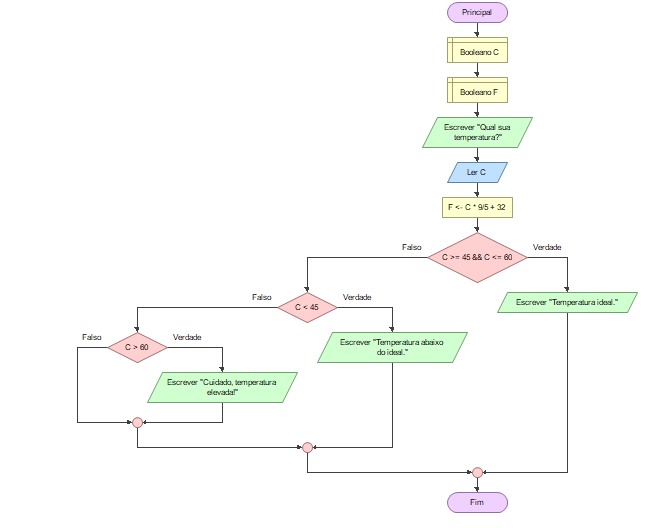 Principal
Booleano C
Booleano F
Escrever "Qual sua
temperatura?"
Ler C
F <- C * 9/5 + 32
Falso
C >= 45 && C <= 60
Verdade
Falso
C < 45
Verdade
Escrever "Temperatura ideal."
Falso
C > 60
Verdade
Escrever "Temperatura abaixo
do ideal."
Escrever "Cuidado, temperatura
elevada!"
Fim